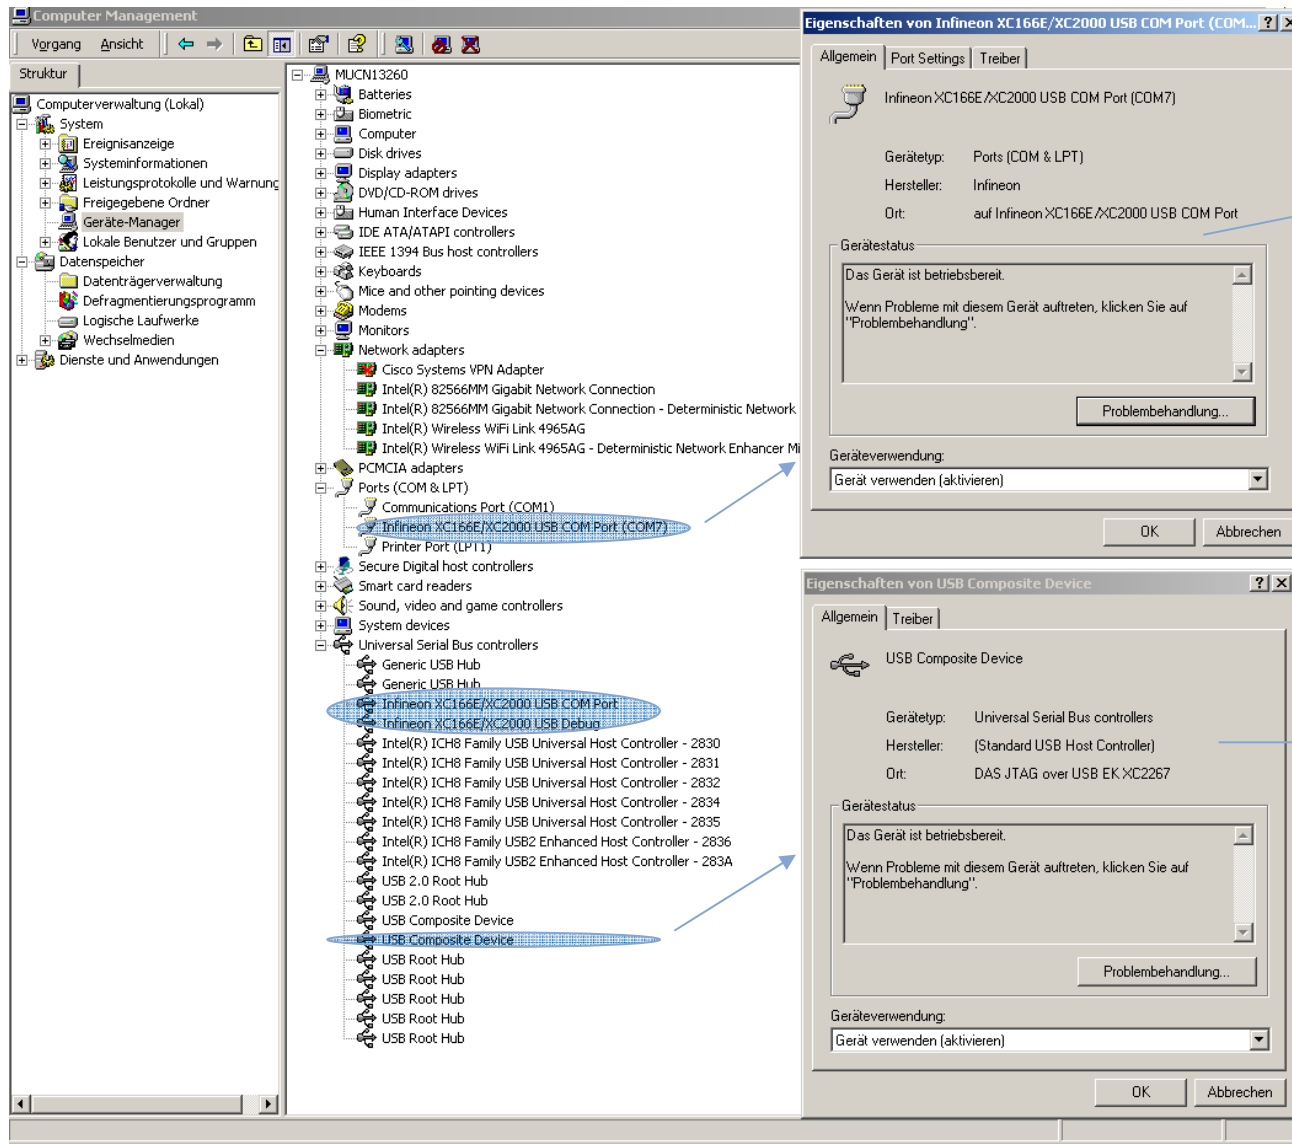 Computer Management
Vorgang Ansicht
Struktur
Computerverwaltung (Lokal)
System
Ereignisanzeige
Systeminformationen
Leistungsprotokolle und Warnung
Freigegebene Ordner
Geräte-Manager
Lokale Benutzer und Gruppen
Datenspeicher
Datenträgerverwaltung
Defragmentierungsprogramm
Logische Laufwerke
Wechselmedien
Dienste und Anwendungen
MUCN13260
Batteries
Biometric
Computer
Disk drives
Display adapters
DVD/CD-ROM drives
Human Interface Devices
IDE ATA/ATAPI controllers
IEEE 1394 Bus host controllers
Keyboards
Mice and other pointing devices
Modems
Monitors
Network adapters
Cisco Systems VPN Adapter
Intel(R) 82566MM Gigabit Network Connection
Intel(R) 82566MM Gigabit Network Connection - Deterministic Network
Intel(R) Wireless WiFi Link 4965AG
Intel(R) Wireless WiFi Link 4965AG - Deterministic Network Enhancer Mi
PCMCIA adapters
Ports (COM & LPT)
Communications Port (COM1)
Infineon XC166E/XC2000 USB COM Port (COM7)
Printer Port (LPT1)
Secure Digital host controllers
Smart card readers
Sound, video and game controllers
System devices
Universal Serial Bus controllers
Generic USB Hub
Generic USB Hub
Infineon XC166E/XC2000 USB COM Port
Infineon XC166E/XC2000 USB Debug
Intel(R) ICH8 Family USB Universal Host Controller - 2830
Intel(R) ICH8 Family USB Universal Host Controller - 2831
Intel(R) ICH8 Family USB Universal Host Controller - 2832
Intel(R) ICH8 Family USB Universal Host Controller - 2834
Intel(R) ICH8 Family USB Universal Host Controller - 2835
Intel(R) ICH8 Family USB2 Enhanced Host Controller - 2836
Intel(R) ICH8 Family USB2 Enhanced Host Controller - 283A
USB 2.0 Root Hub
USB 2.0 Root Hub
USB Composite Device
USB Composite Device
USB Root Hub
USB Root Hub
USB Root Hub
USB Root Hub
USB Root Hub
Eigenschaften von Infineon XC166E/XC2000 USB COM Port (COM...
Allgemein Port Settings Treiber
Infineon XC166E/XC2000 USB COM Port (COM7)
Gerätetyp: Ports (COM & LPT)
Hersteller: Infineon
Ort: auf Infineon XC166E/XC2000 USB COM Port
Gerätestatus
Das Gerät ist betriebsbereit.
Wenn Probleme mit diesem Gerät auftreten, klicken Sie auf
"Problembehandlung".
Problembehandlung...
Geräteverwendung:
Gerät verwenden (aktivieren)
OK Abbrechen
Eigenschaften von USB Composite Device
Allgemein Treiber
USB Composite Device
Gerätetyp: Universal Serial Bus controllers
Hersteller: (Standard USB Host Controller)
Ort: DAS JTAG over USB EK XC2267
Gerätestatus
Das Gerät ist betriebsbereit.
Wenn Probleme mit diesem Gerät auftreten, klicken Sie auf
"Problembehandlung".
Problembehandlung...
Geräteverwendung:
Gerät verwenden (aktivieren)
OK Abbrechen